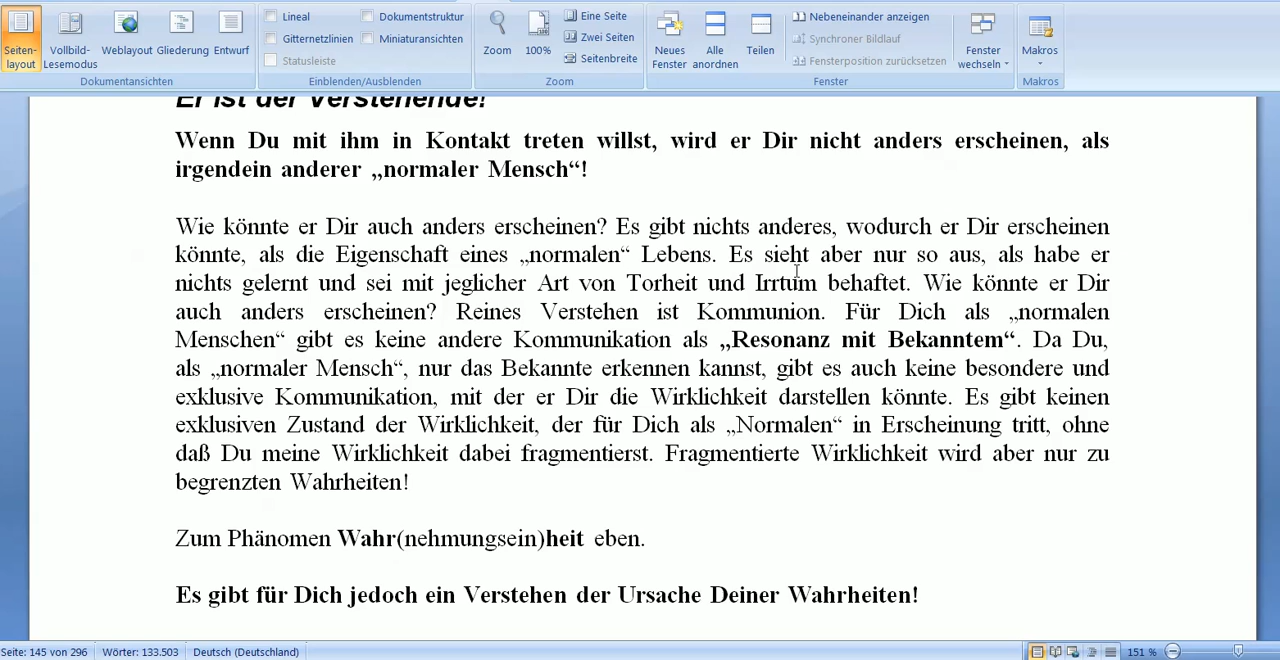 Seiten-
layout
Vollbild-
Lesemodus
Weblayout
Gliederung
Entwurf
Dokumentansichten
Lineal
Gitternetzlinien
Statusleiste
Dokumentstruktur
Miniaturansichten
Einblenden/Ausblenden
Zoom
100%
Eine Seite
Zwei Seiten
Seitenbreite
Zoom
Neues
Fenster
Alle
anordnen
Teilen
Nebeneinander anzeigen
Synchroner Bildlauf
Fensterposition zurücksetzen
Fenster
wechseln
Fenster
Makros
Makros
Er ist der Verstehende!
Wenn Du mit ihm in Kontakt treten willst, wird er Dir nicht anders erscheinen, als
irgendein anderer „normaler Mensch“!
Wie könnte er Dir auch anders erscheinen? Es gibt nichts anderes, wodurch er Dir erscheinen
könnte, als die Eigenschaft eines „normalen“ Lebens. Es sieht aber nur so aus, als habe er
nichts gelernt und sei mit jeglicher Art von Torheit und Irrtum behaftet. Wie könnte er Dir
auch anders erscheinen? Reines Verstehen ist Kommunion. Für Dich als „normalen
Menschen“ gibt es keine andere Kommunikation als „Resonanz mit Bekanntem“. Da Du,
als „normaler Mensch“, nur das Bekannte erkennen kannst, gibt es auch keine besondere und
exklusive Kommunikation, mit der er Dir die Wirklichkeit darstellen könnte. Es gibt keinen
exklusiven Zustand der Wirklichkeit, der für Dich als „Normalen“ in Erscheinung tritt, ohne
daß Du meine Wirklichkeit dabei fragmentierst. Fragmentierte Wirklichkeit wird aber nur zu
begrenzten Wahrheiten!
Zum Phänomen Wahr(nehmungsein)heit eben.
Es gibt für Dich jedoch ein Verstehen der Ursache Deiner Wahrheiten!
Seite: 145 von 296
Wörter: 133.503
Deutsch (Deutschland)
151 %